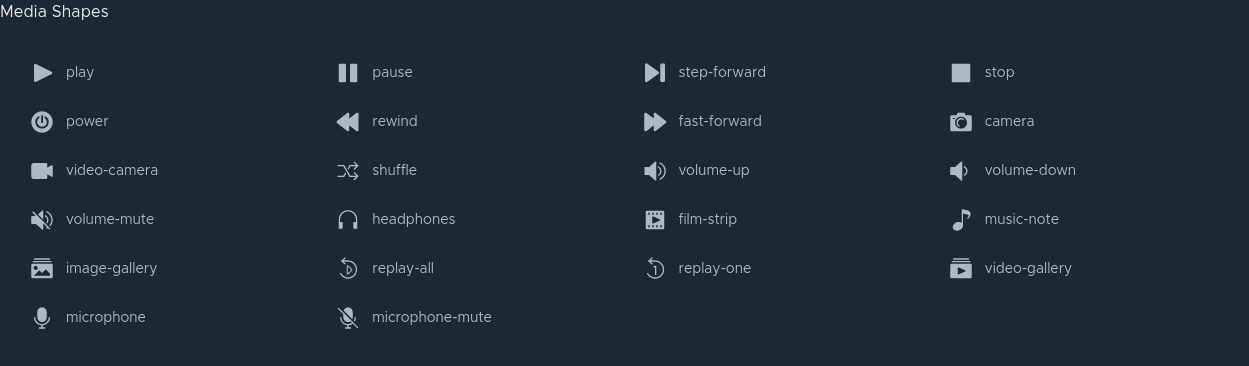 Media Shapes
play
pause
step-forward
stop
power
rewind
fast-forward
camera
video-camera
shuffle
volume-up
volume-down
volume-mute
headphones
film-strip
music-note
image-gallery
replay-all
replay-one
video-gallery
microphone
microphone-mute